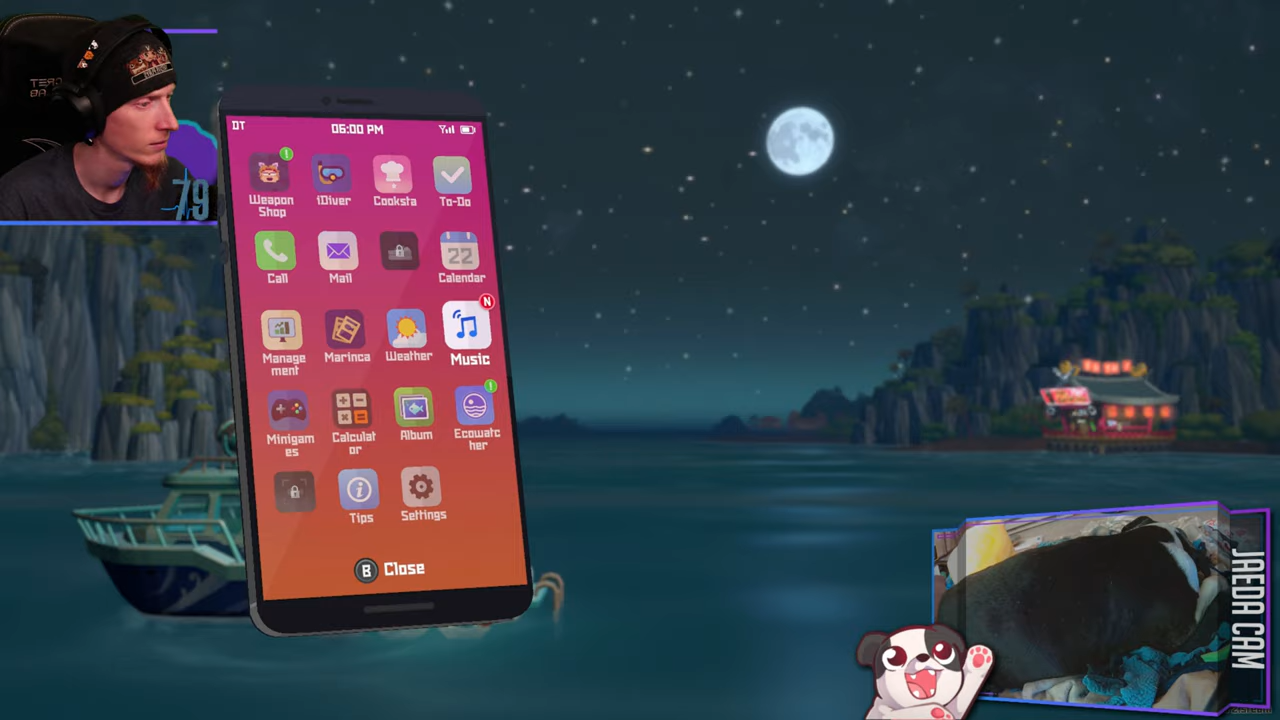 79
DT
06:00 PM
Weapon
Shop
iDiver
Cooksta
To-Do
Call
Mail
22
Calendar
Manage
ment
Marinca
Weather
N
Music
Minigam
es
Calculat
or
Album
Ecowatc
her
Tips
Settings
B Close
JAEDA CAM